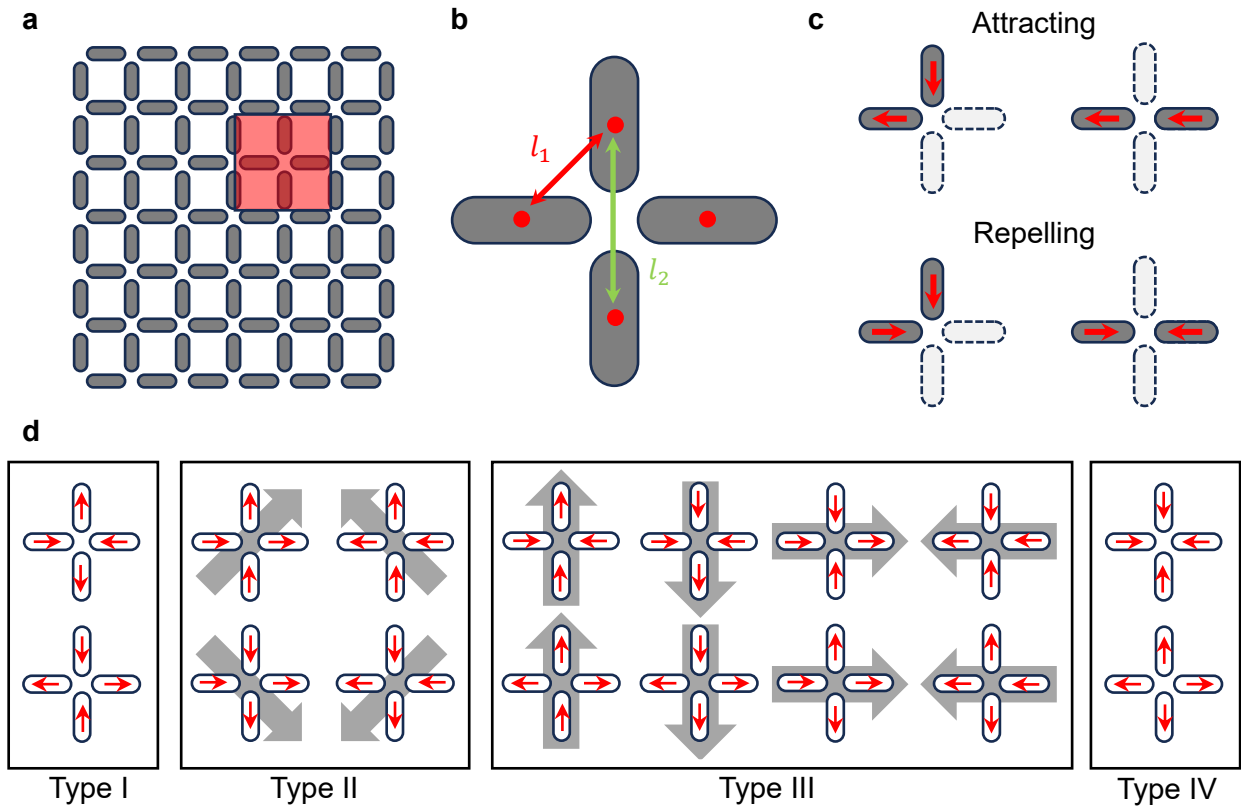 a
b
c
Attracting
l₁
l₂
Repelling
d
Type I
Type II
Type III
Type IV